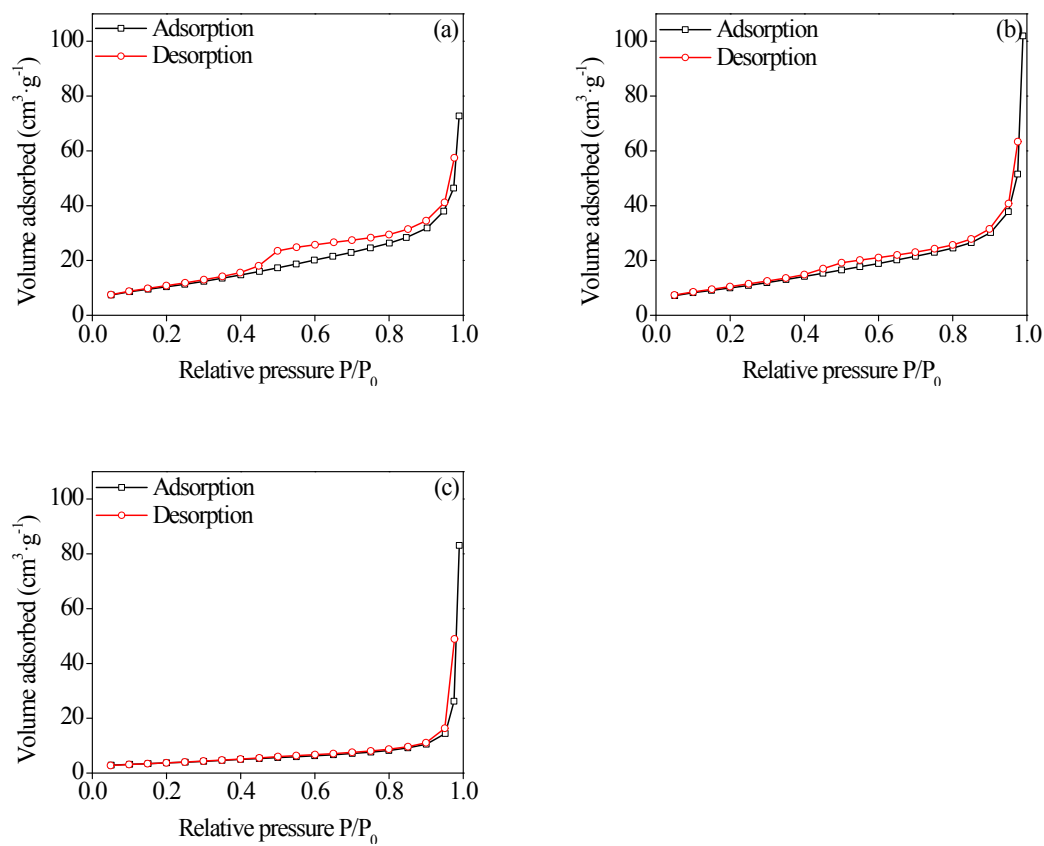 (a)
Adsorption
Desorption
Volume adsorbed (cm³·g⁻¹)
100
80
60
40
20
0
0.0 0.2 0.4 0.6 0.8 1.0
Relative pressure P/P₀
(b)
Adsorption
Desorption
Volume adsorbed (cm³·g⁻¹)
100
80
60
40
20
0
0.0 0.2 0.4 0.6 0.8 1.0
Relative pressure P/P₀
(c)
Adsorption
Desorption
Volume adsorbed (cm³·g⁻¹)
100
80
60
40
20
0
0.0 0.2 0.4 0.6 0.8 1.0
Relative pressure P/P₀